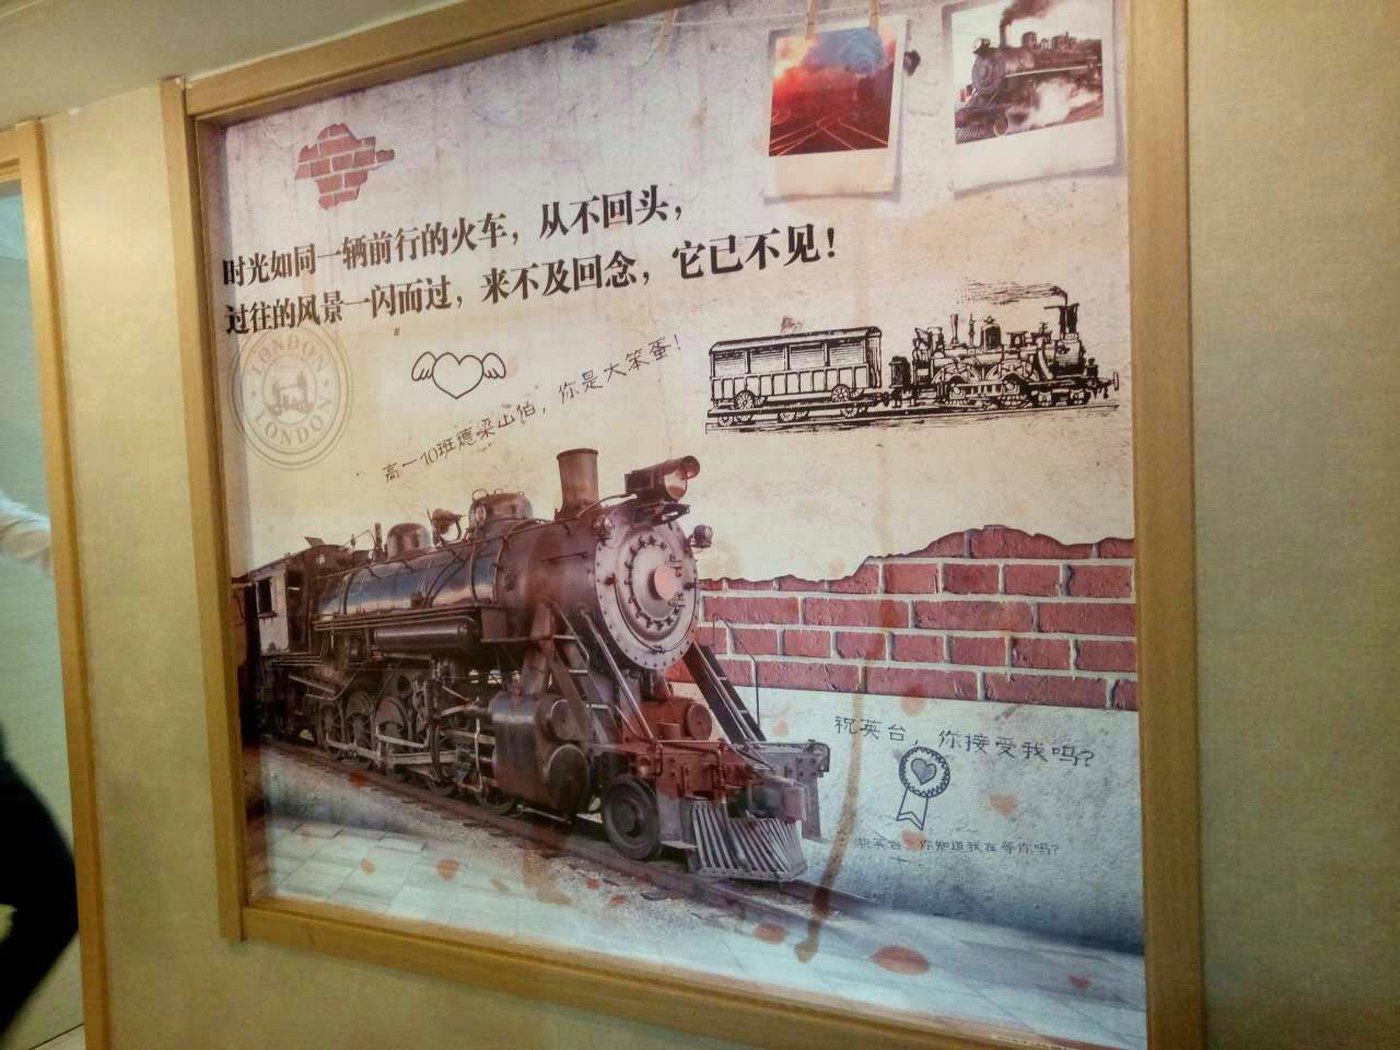 时光如同一辆前行的火车，从不回头，
过往的风景一闪而过，来不及回念，它已不见！
LONDON
LONDON
高一10班德梁山伯，你是大笨蛋！
祝英台，你接受我吗？
祝英台，你知道我在等你吗？